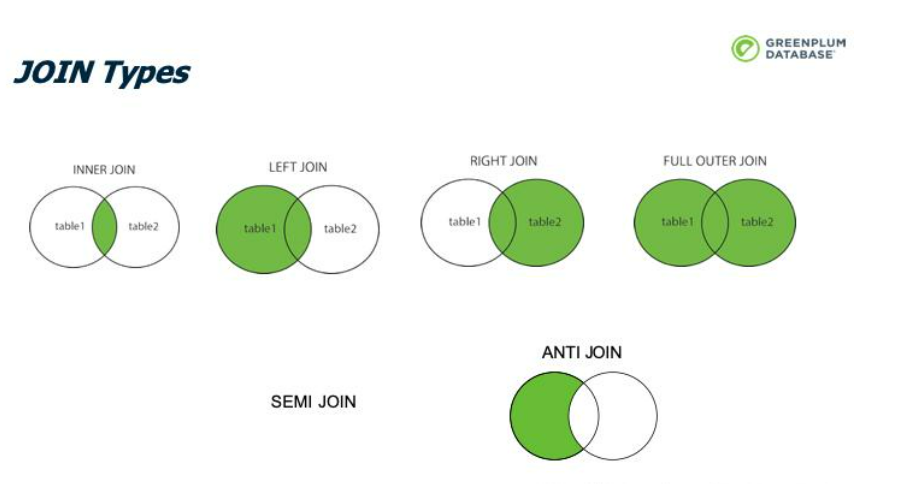 GREENPLUM
DATABASE
JOIN Types
INNER JOIN
LEFT JOIN
RIGHT JOIN
FULL OUTER JOIN
table1
table2
table1
table2
table1
table2
table1
table2
ANTI JOIN
SEMI JOIN